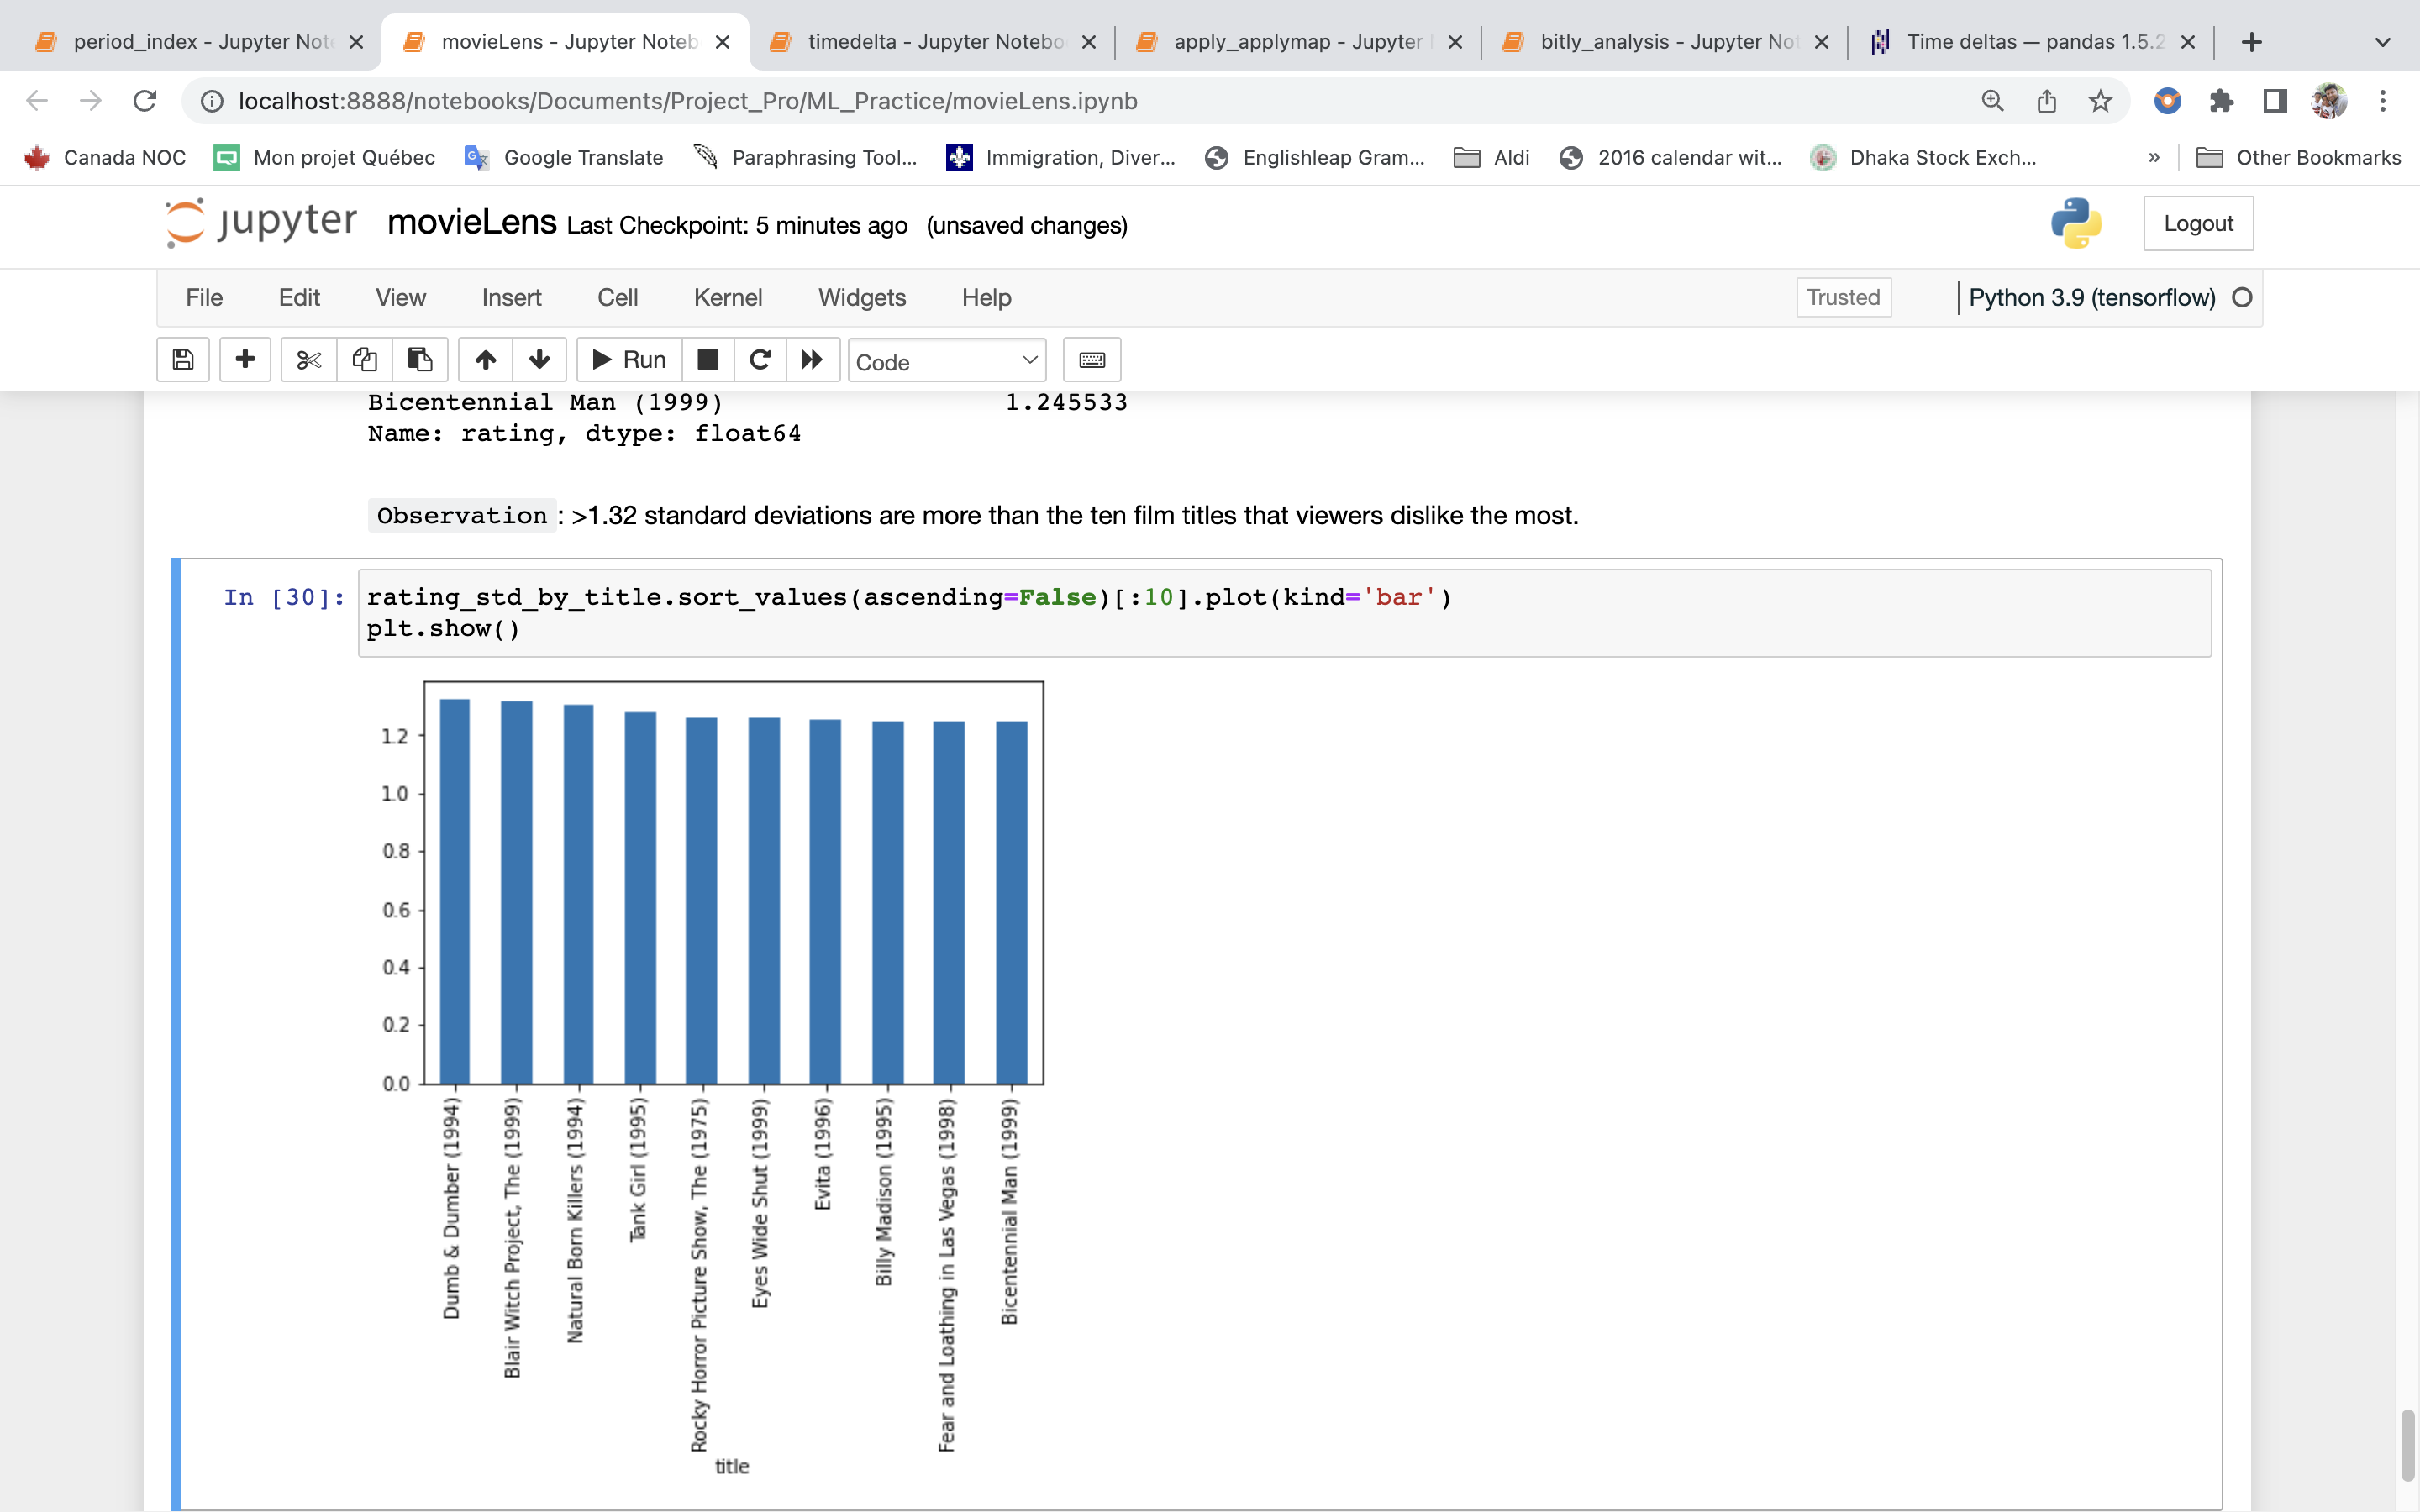 period_index - Jupyter Not
movieLens - Jupyter Noteb
timedelta - Jupyter Notebo
apply_applymap - Jupyter
bitly_analysis - Jupyter Not
Time deltas — pandas 1.5.2
localhost:8888/notebooks/Documents/Project_Pro/ML_Practice/movieLens.ipynb
Canada NOC
Mon projet Québec
Google Translate
Paraphrasing Tool...
Immigration, Diver...
Englishleap Gram...
Aldi
2016 calendar wit...
Dhaka Stock Exch...
»
Other Bookmarks
jupyter movieLens Last Checkpoint: 5 minutes ago (unsaved changes)
Logout
File Edit View Insert Cell Kernel Widgets Help
Trusted
Python 3.9 (tensorflow)
Run
Code
Bicentennial Man (1999) 1.245533
Name: rating, dtype: float64
Observation : >1.32 standard deviations are more than the ten film titles that viewers dislike the most.
In [30]: rating_std_by_title.sort_values(ascending=False)[:10].plot(kind='bar')
plt.show()
1.2
1.0
0.8
0.6
0.4
0.2
0.0
Dumb & Dumber (1994)
Blair Witch Project, The (1999)
Natural Born Killers (1994)
Tank Girl (1995)
Rocky Horror Picture Show, The (1975)
Eyes Wide Shut (1999)
Evita (1996)
Billy Madison (1995)
Fear and Loathing in Las Vegas (1998)
Bicentennial Man (1999)
title